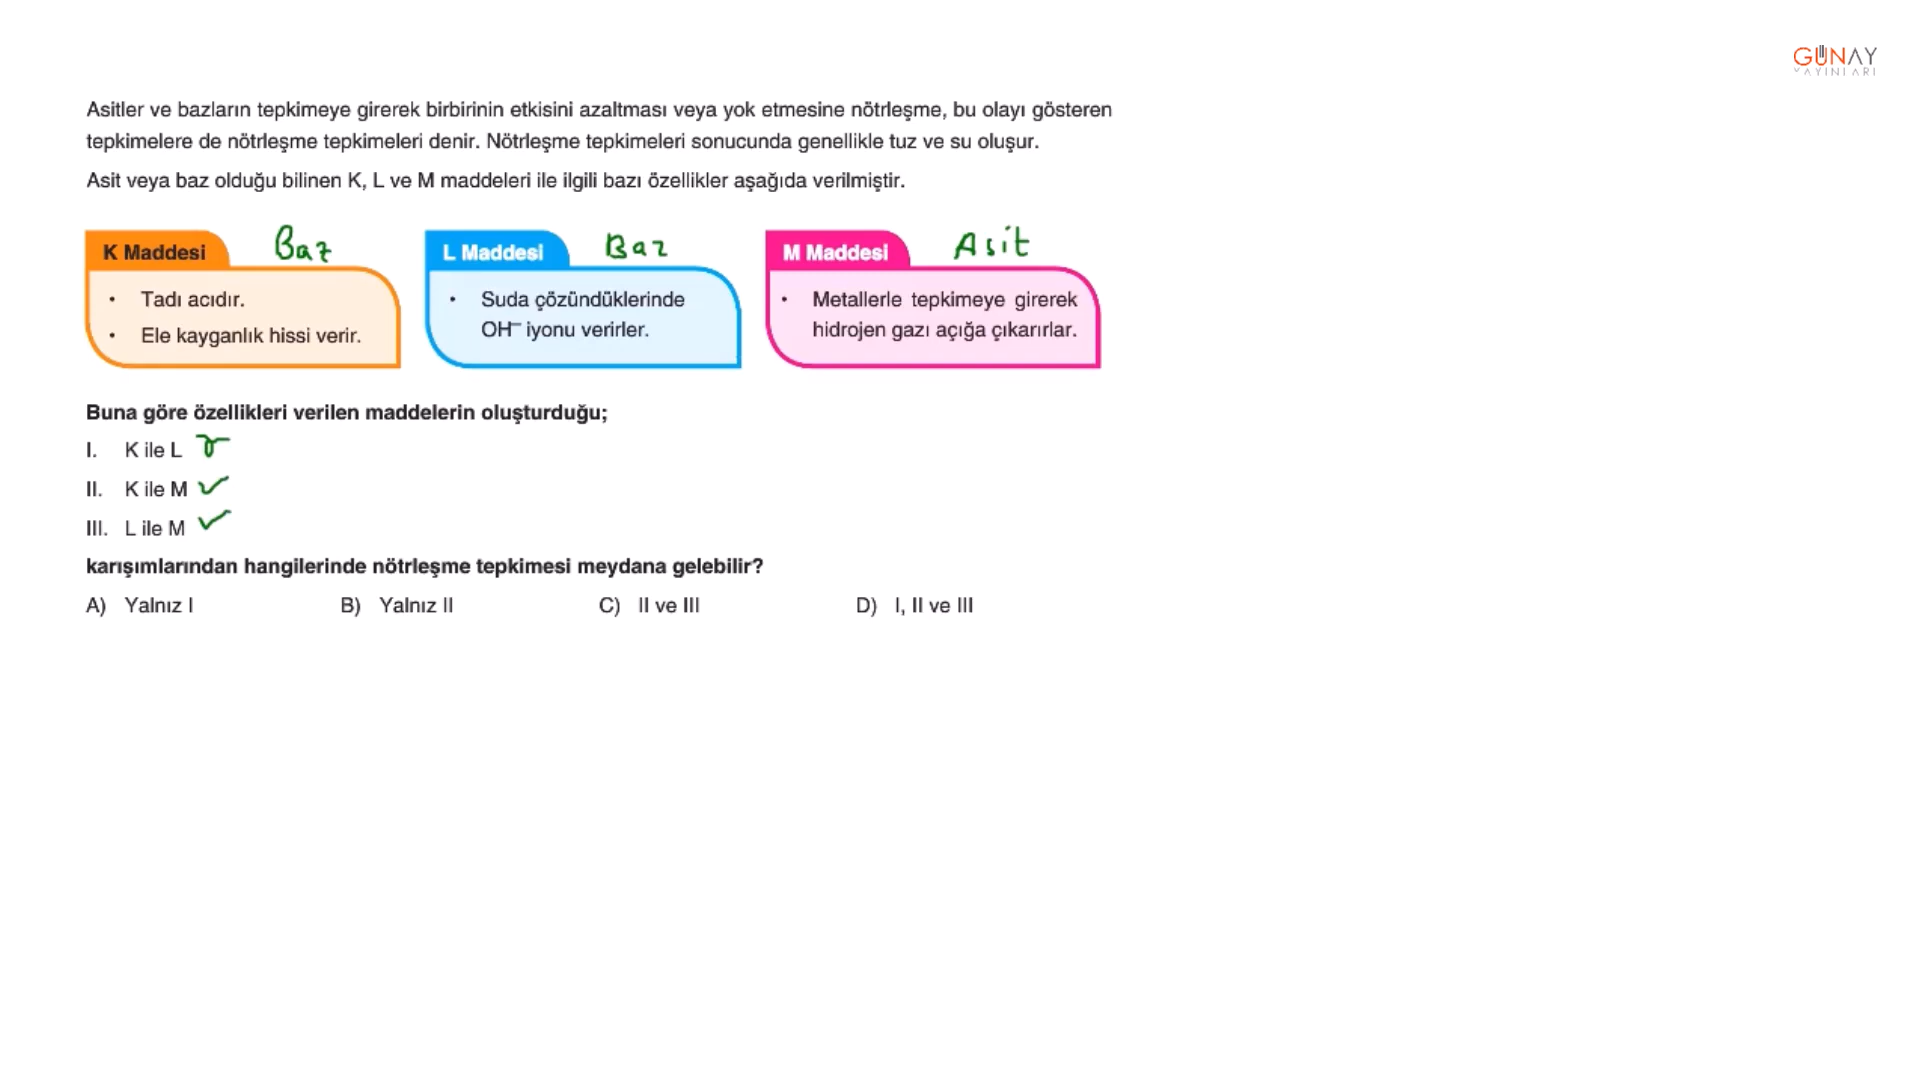 GÜNAY
YAYINLARI
Asitler ve bazların tepkimeye girerek birbirinin etkisini azaltması veya yok etmesine nötrleşme, bu olayı gösteren
tepkimelere de nötrleşme tepkimeleri denir. Nötrleşme tepkimeleri sonucunda genellikle tuz ve su oluşur.
Asit veya baz olduğu bilinen K, L ve M maddeleri ile ilgili bazı özellikler aşağıda verilmiştir.
K Maddesi Baz
• Tadı acıdır.
• Ele kayganlık hissi verir.
L Maddesi Baz
• Suda çözündüklerinde
OH⁻ iyonu verirler.
M Maddesi Asit
• Metallerle tepkimeye girerek
hidrojen gazı açığa çıkarırlar.
Buna göre özellikleri verilen maddelerin oluşturduğu;
I. K ile L
II. K ile M ✓
III. L ile M ✓
karışımlarından hangilerinde nötrleşme tepkimesi meydana gelebilir?
A) Yalnız I B) Yalnız II C) II ve III D) I, II ve III